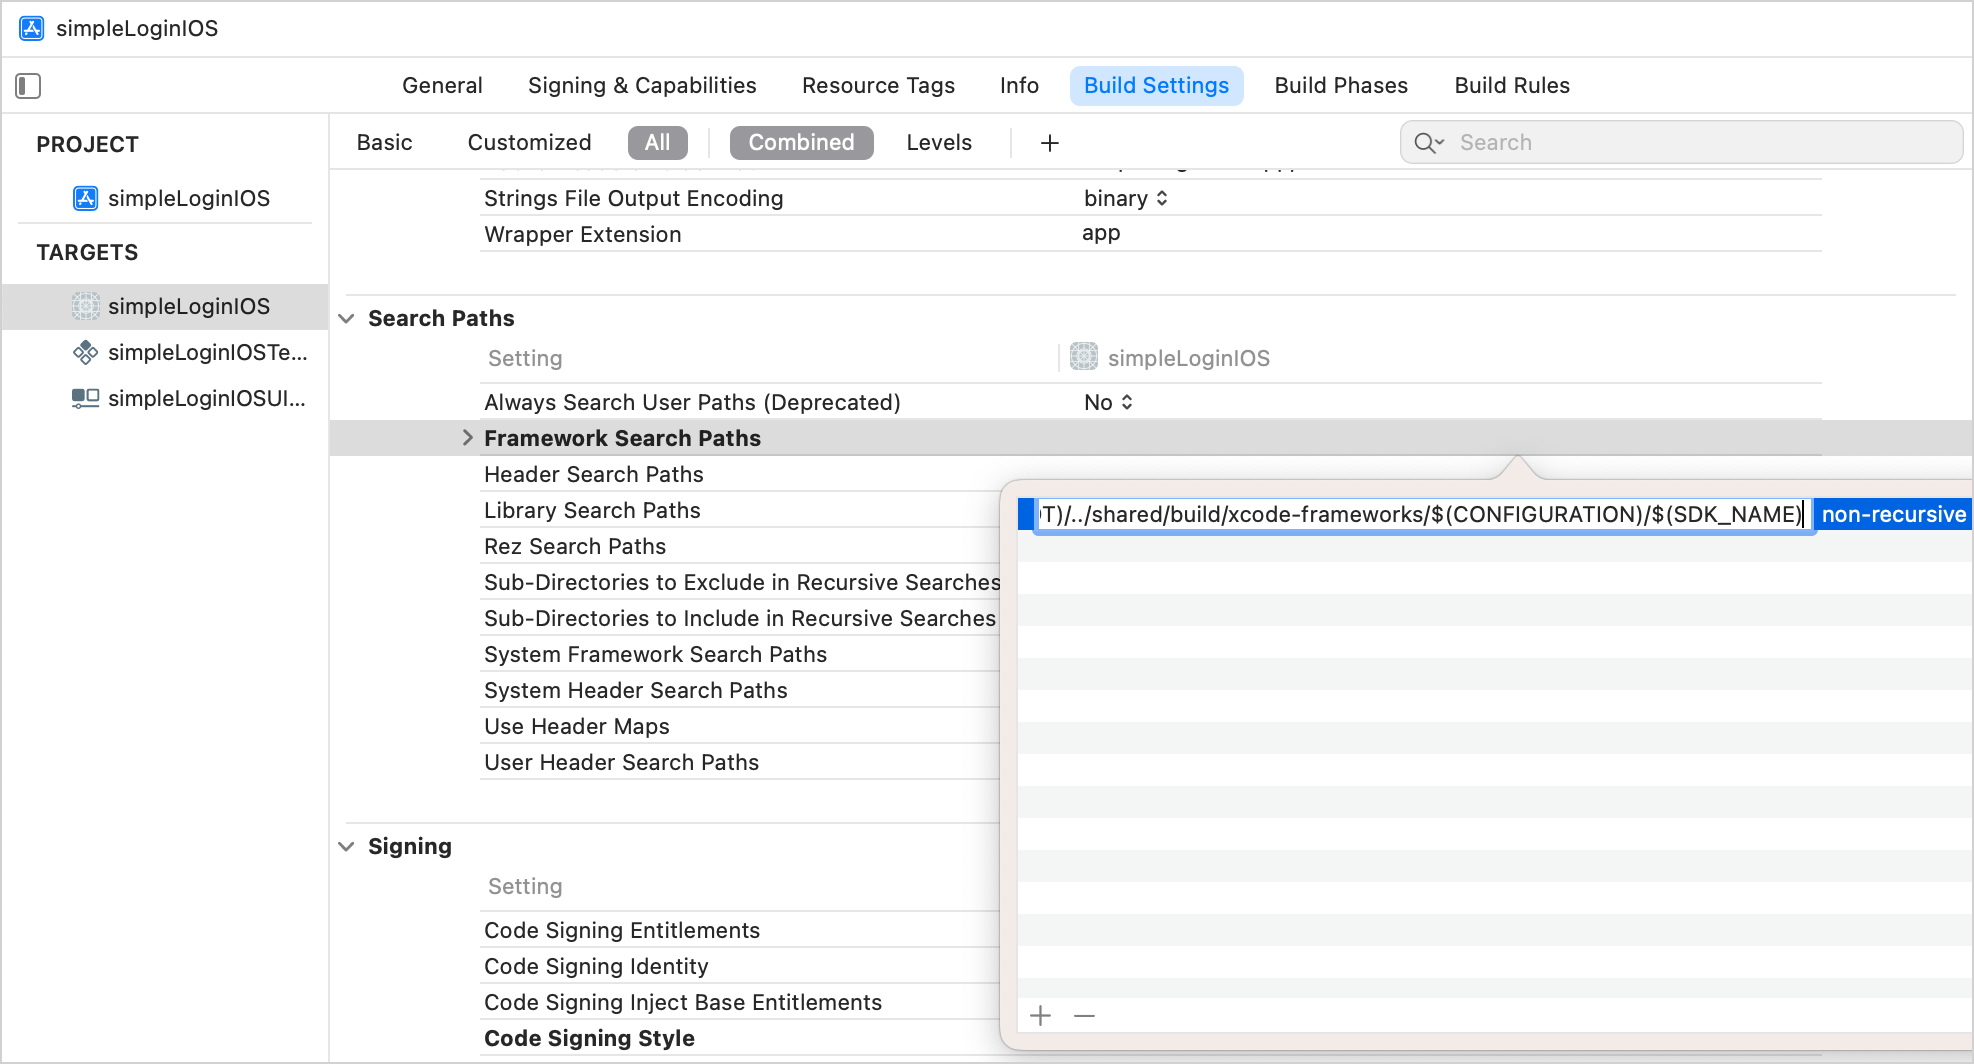 simpleLoginIOS
General Signing & Capabilities Resource Tags Info Build Settings Build Phases Build Rules
PROJECT
simpleLoginIOS
TARGETS
simpleLoginIOS
simpleLoginIOSTe...
simpleLoginIOSUI...
Basic Customized All Combined Levels + Search
Strings File Output Encoding binary
Wrapper Extension app
Search Paths
Setting simpleLoginIOS
Always Search User Paths (Deprecated) No
Framework Search Paths
Header Search Paths
Library Search Paths
Rez Search Paths
Sub-Directories to Exclude in Recursive Searches
Sub-Directories to Include in Recursive Searches
System Framework Search Paths
System Header Search Paths
Use Header Maps
User Header Search Paths
T)/../shared/build/xcode-frameworks/$(CONFIGURATION)/$(SDK_NAME) non-recursive
+ −
Signing
Setting
Code Signing Entitlements
Code Signing Identity
Code Signing Inject Base Entitlements
Code Signing Style